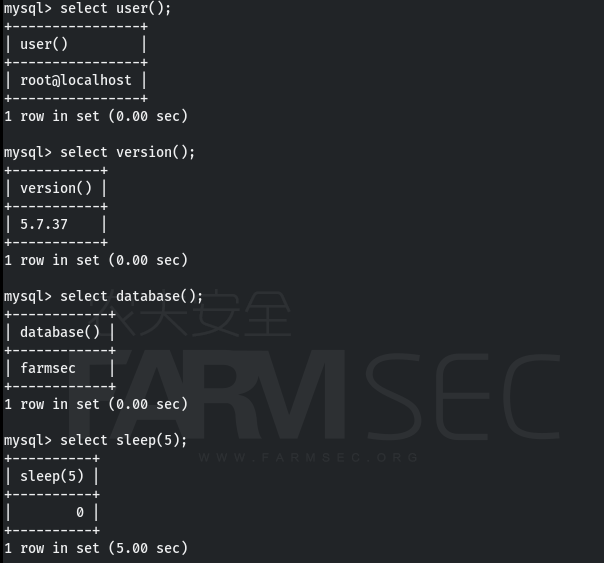 mysql> select user();
+----------------+
| user()         |
+----------------+
| root@localhost |
+----------------+
1 row in set (0.00 sec)
mysql> select version();
+-----------+
| version() |
+-----------+
| 5.7.37    |
+-----------+
1 row in set (0.00 sec)
mysql> select database();
+------------+
| database() |
+------------+
| farmsec    |
+------------+
1 row in set (0.00 sec)
mysql> select sleep(5);
+----------+
| sleep(5) |
+----------+
|        0 |
+----------+
1 row in set (5.00 sec)
农夫安全
FARMSEC
WWW.FARMSEC.ORG